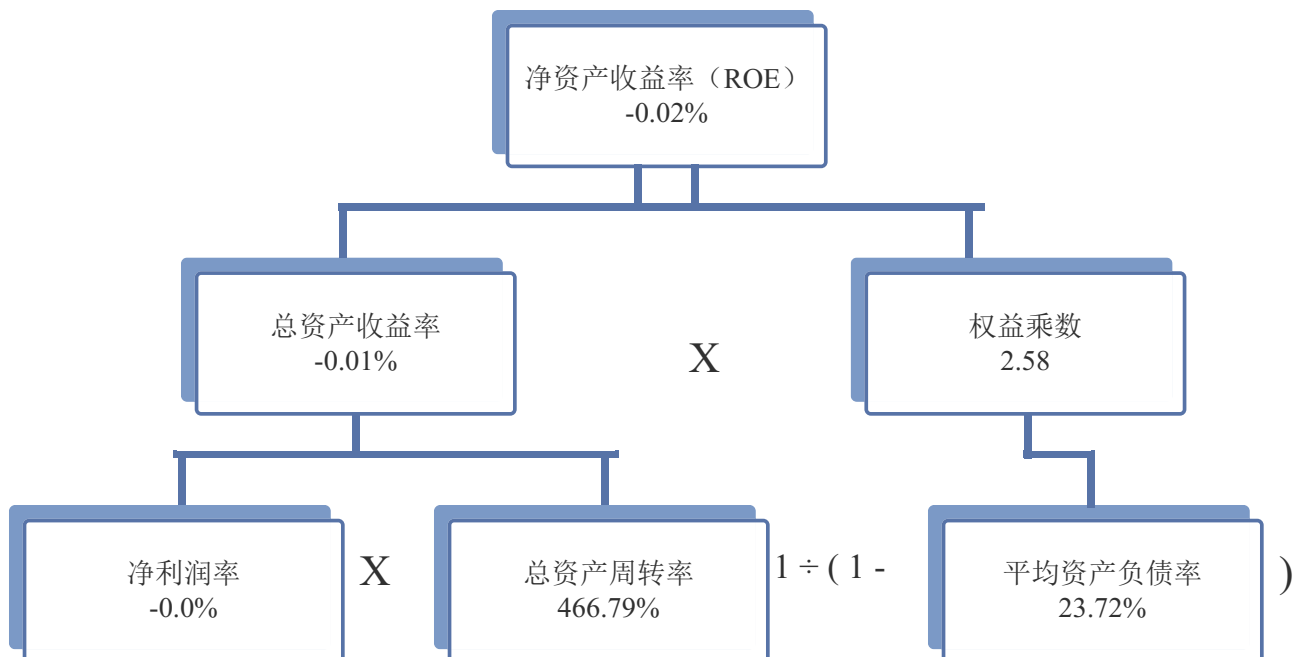 净资产收益率（ROE）
-0.02%
总资产收益率
-0.01%
X
权益乘数
2.58
净利润率
-0.0%
X
总资产周转率
466.79%
1 ÷ ( 1 -
平均资产负债率
23.72%
)